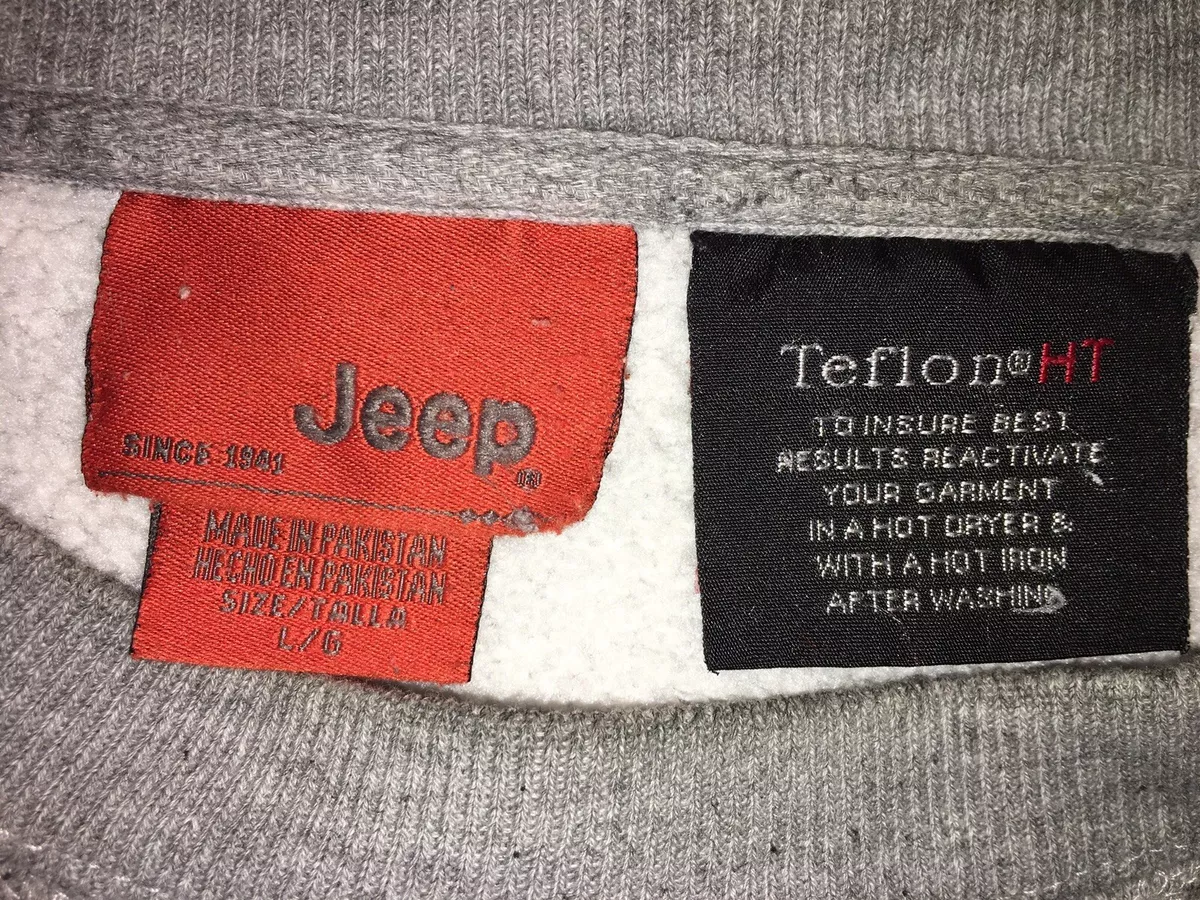 Jeep®
SINCE 1941
MADE IN PAKISTAN
HECHO EN PAKISTAN
SIZE/TALLA
L/G
Teflon® HT
TO INSURE BEST
RESULTS REACTIVATE
YOUR GARMENT
IN A HOT DRYER &
WITH A HOT IRON
AFTER WASHING